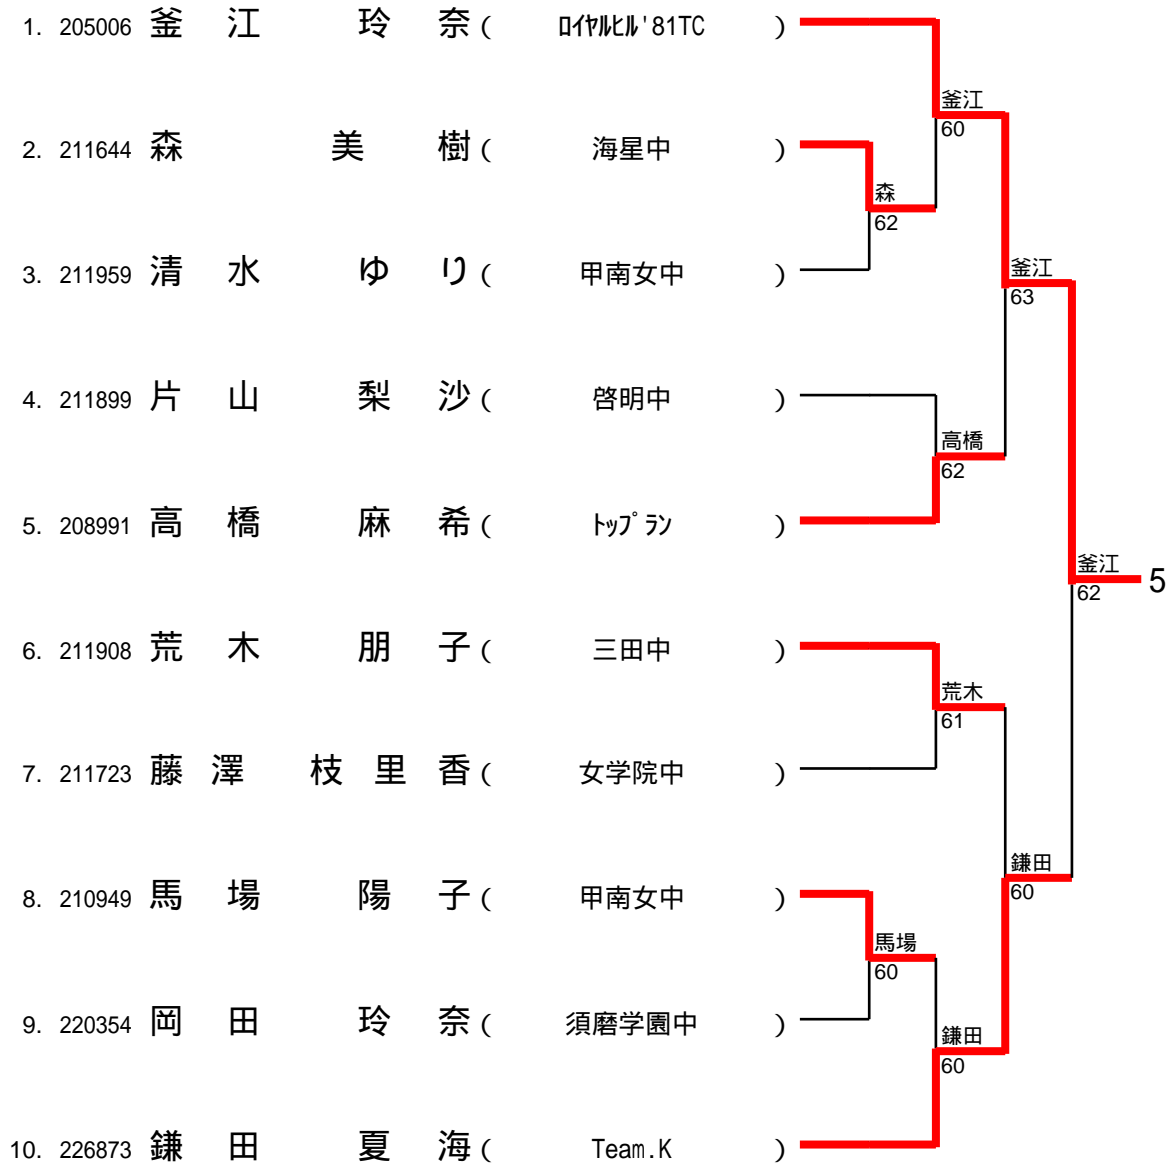 1. 205006 釜江 玲奈 ( ﾛｲﾔﾙﾋﾙ'81TC )
釜江
60
2. 211644 森 美樹 ( 海星中 )
森
62
3. 211959 清水 ゆり ( 甲南女中 )
釜江
63
4. 211899 片山 梨沙 ( 啓明中 )
高橋
62
5. 208991 高橋 麻希 ( ﾄｯﾌﾟﾗﾝ )
釜江
62
5
6. 211908 荒木 朋子 ( 三田中 )
荒木
61
7. 211723 藤澤 枝里香 ( 女学院中 )
鎌田
60
8. 210949 馬場 陽子 ( 甲南女中 )
馬場
60
9. 220354 岡田 玲奈 ( 須磨学園中 )
鎌田
60
10. 226873 鎌田 夏海 ( Team.K )